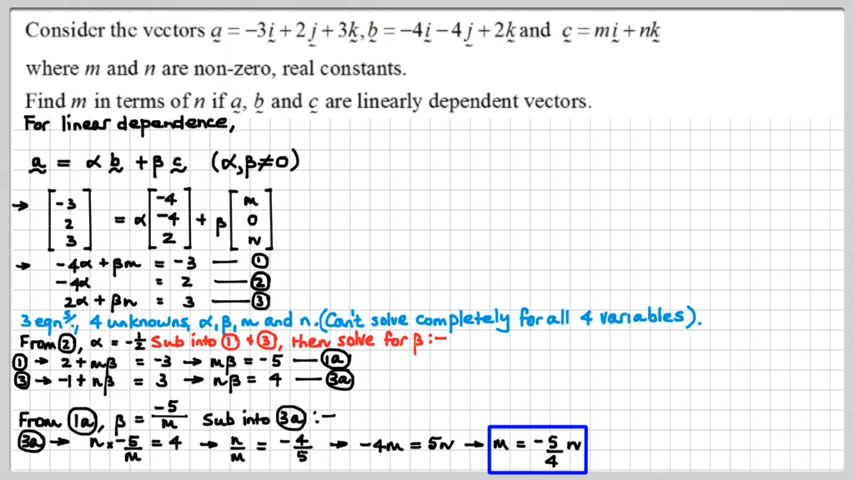 Consider the vectors a = −3i + 2j + 3k, b = −4i − 4j + 2k and c = mi + nk
where m and n are non-zero, real constants.
Find m in terms of n if a, b and c are linearly dependent vectors.
For linear dependence,
a = α b + β c (α, β ≠ 0)
→ [-3 2 3] = α [-4 -4 2] + β [m 0 n]
→ -4α + βm = -3 — ①
-4α = 2 — ②
2α + βn = 3 — ③
3 eqnˢ/, 4 unknowns, α, β, m and n. (Can't solve completely for all 4 variables).
From ②, α = -1/2 Sub into ① & ③, then solve for β :-
① → 2 + mβ = -3 → mβ = -5 — (1a)
③ → -1 + nβ = 3 → nβ = 4 — (3a)
From (1a), β = -5/m Sub into (3a) :-
(3a) → n × -5/m = 4 → n/m = -4/5 → -4m = 5n → m = -5/4 n